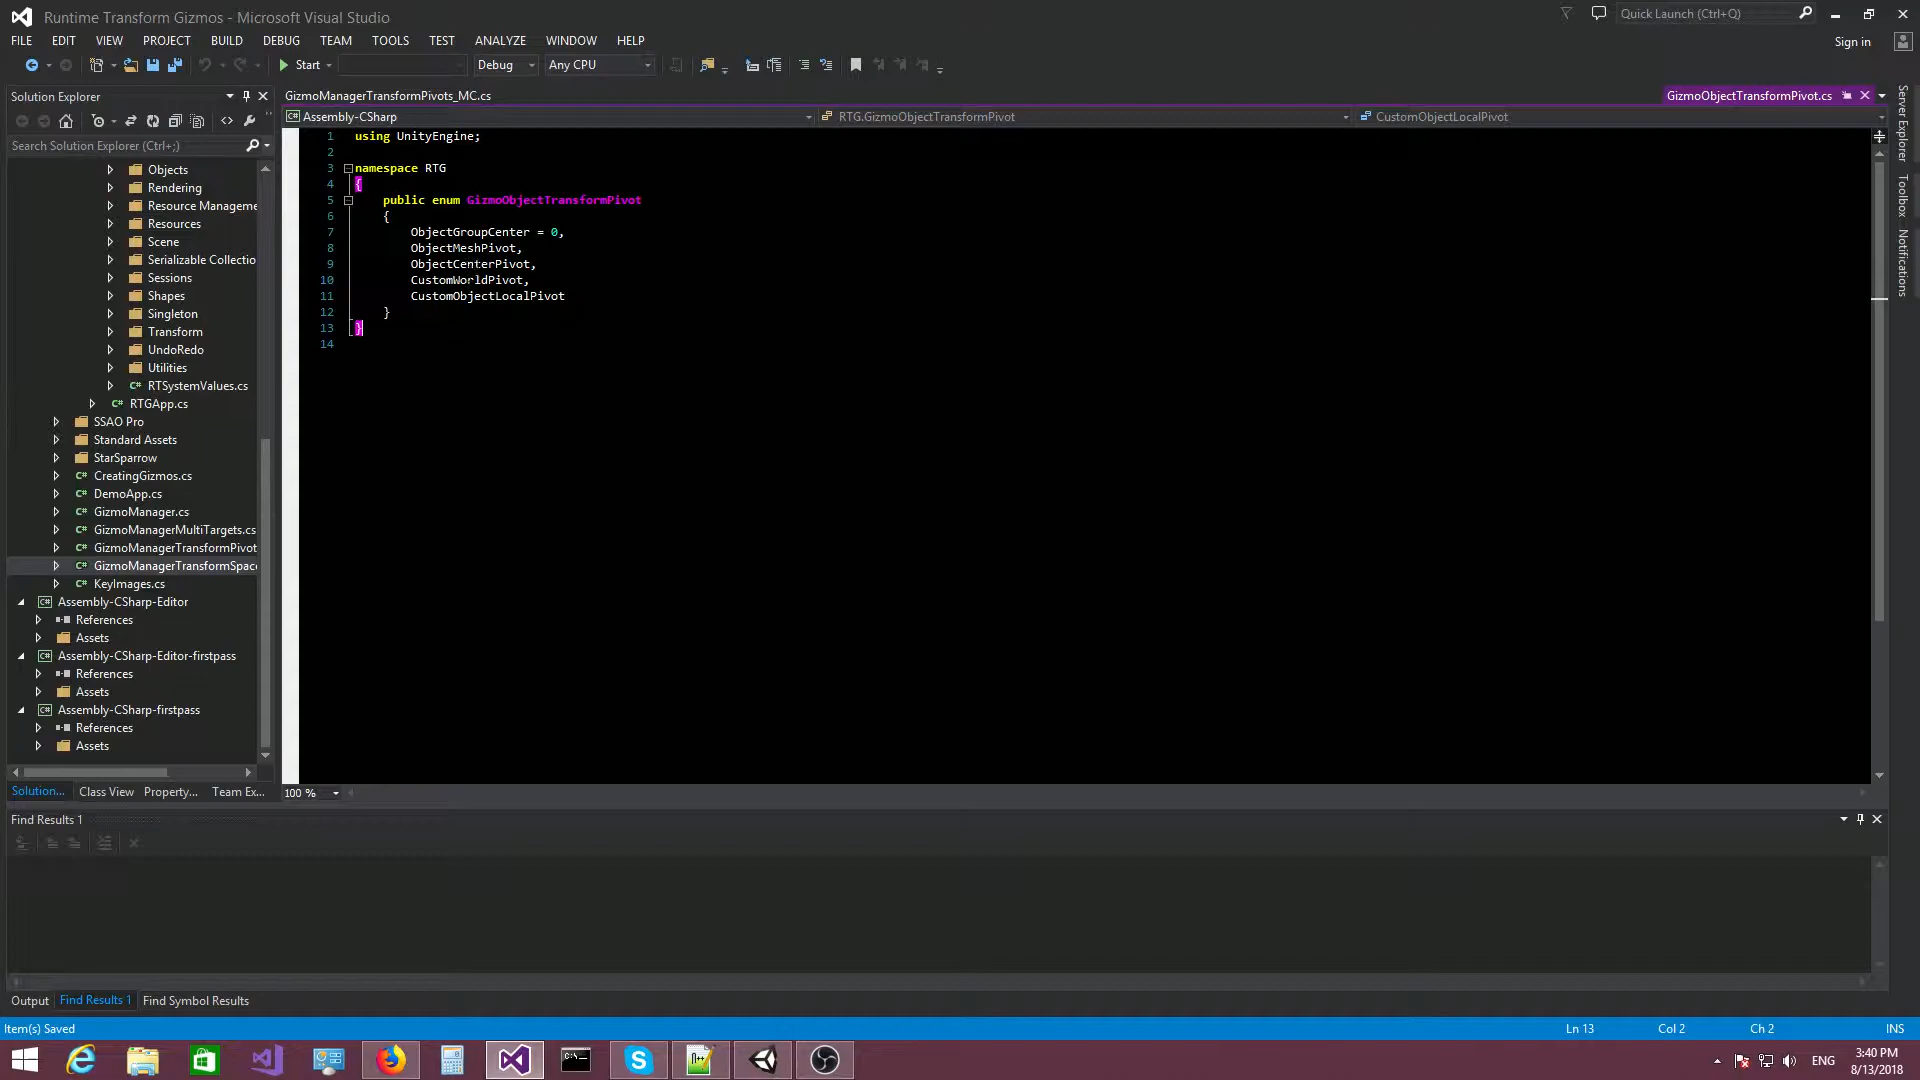 Runtime Transform Gizmos - Microsoft Visual Studio
Quick Launch (Ctrl+Q)
FILE EDIT VIEW PROJECT BUILD DEBUG TEAM TOOLS TEST ANALYZE WINDOW HELP
Sign in
Start
Debug
Any CPU
Solution Explorer
Search Solution Explorer (Ctrl+;)
Objects
Rendering
Resource Manageme
Resources
Scene
Serializable Collectio
Sessions
Shapes
Singleton
Transform
UndoRedo
Utilities
C# RTSystemValues.cs
C# RTGApp.cs
SSAO Pro
Standard Assets
StarSparrow
C# CreatingGizmos.cs
C# DemoApp.cs
C# GizmoManager.cs
C# GizmoManagerMultiTargets.cs
C# GizmoManagerTransformPivot
C# GizmoManagerTransformSpac
C# KeyImages.cs
C# Assembly-CSharp-Editor
References
Assets
C# Assembly-CSharp-Editor-firstpass
References
Assets
C# Assembly-CSharp-firstpass
References
Assets
Solution... Class View Property... Team Ex...
GizmoManagerTransformPivots_MC.cs
GizmoObjectTransformPivot.cs
C# Assembly-CSharp
RTG.GizmoObjectTransformPivot
CustomObjectLocalPivot
1 using UnityEngine;
2
3 namespace RTG
4 {
5 public enum GizmoObjectTransformPivot
6 {
7 ObjectGroupCenter = 0,
8 ObjectMeshPivot,
9 ObjectCenterPivot,
10 CustomWorldPivot,
11 CustomObjectLocalPivot
12 }
13 }
14
100 %
Server Explorer
Toolbox
Notifications
Find Results 1
Output Find Results 1 Find Symbol Results
Item(s) Saved
Ln 13 Col 2 Ch 2 INS
ENG
3:40 PM
8/13/2018